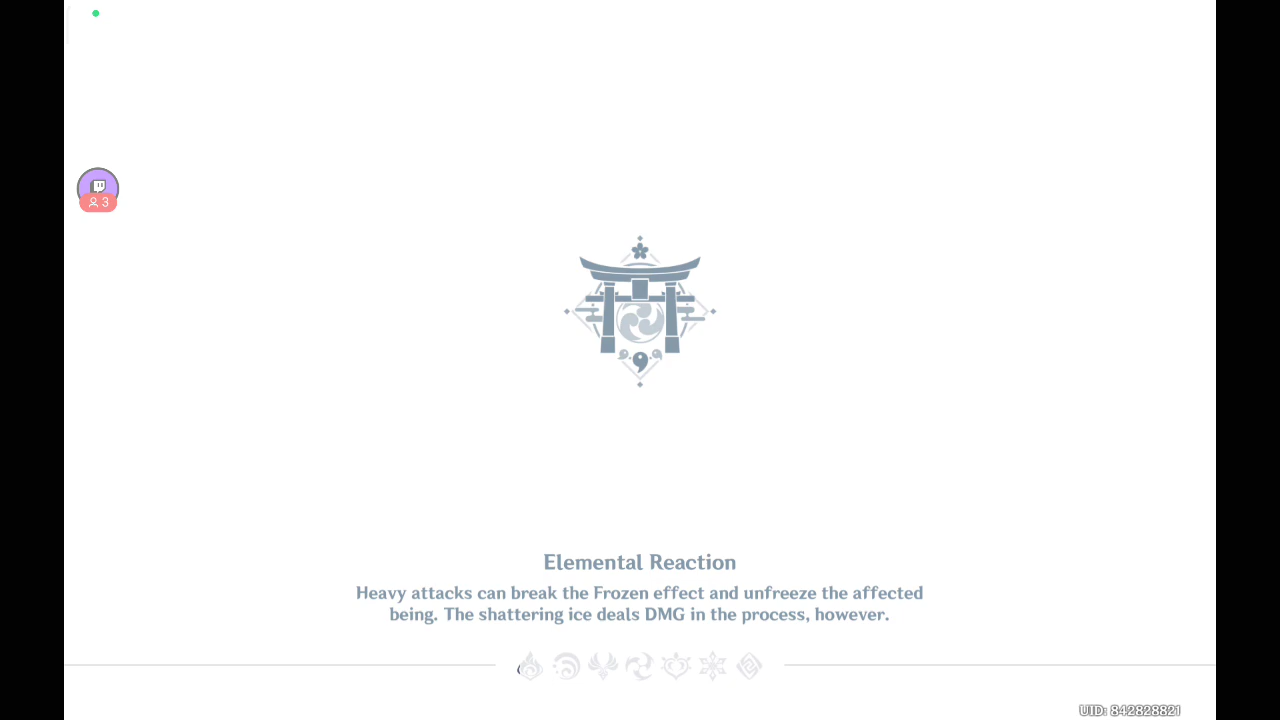 3
Elemental Reaction
Heavy attacks can break the Frozen effect and unfreeze the affected
being. The shattering ice deals DMG in the process, however.
UID: 842828821